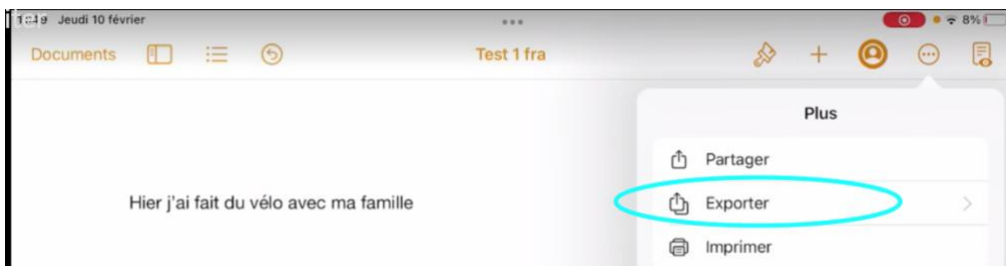 Jeudi 10 février
8%
Documents
Test 1 fra
Plus
Partager
Exporter
Imprimer
Hier j'ai fait du vélo avec ma famille